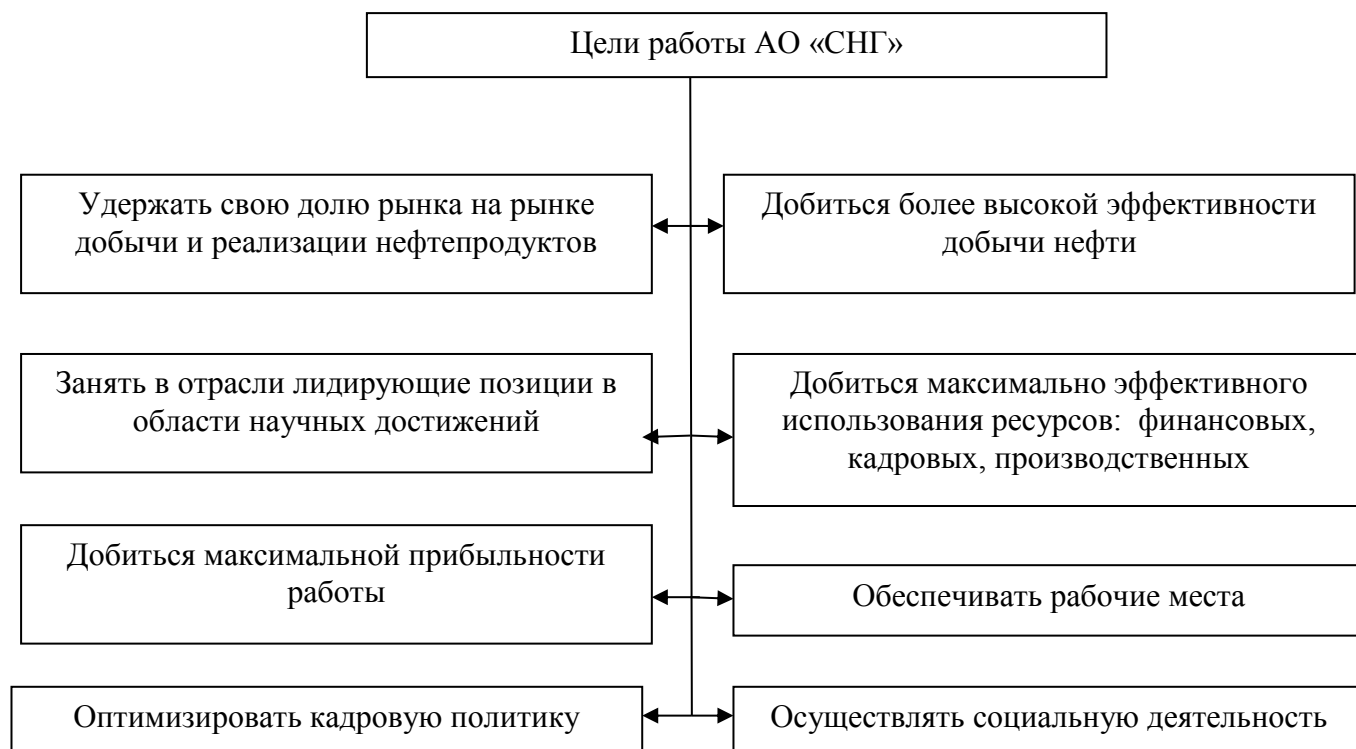 Цели работы АО «СНГ»
Удержать свою долю рынка на рынке
добычи и реализации нефтепродуктов
Добиться более высокой эффективности
добычи нефти
Занять в отрасли лидирующие позиции в
области научных достижений
Добиться максимально эффективного
использования ресурсов: финансовых,
кадровых, производственных
Добиться максимальной прибыльности
работы
Обеспечивать рабочие места
Оптимизировать кадровую политику
Осуществлять социальную деятельность